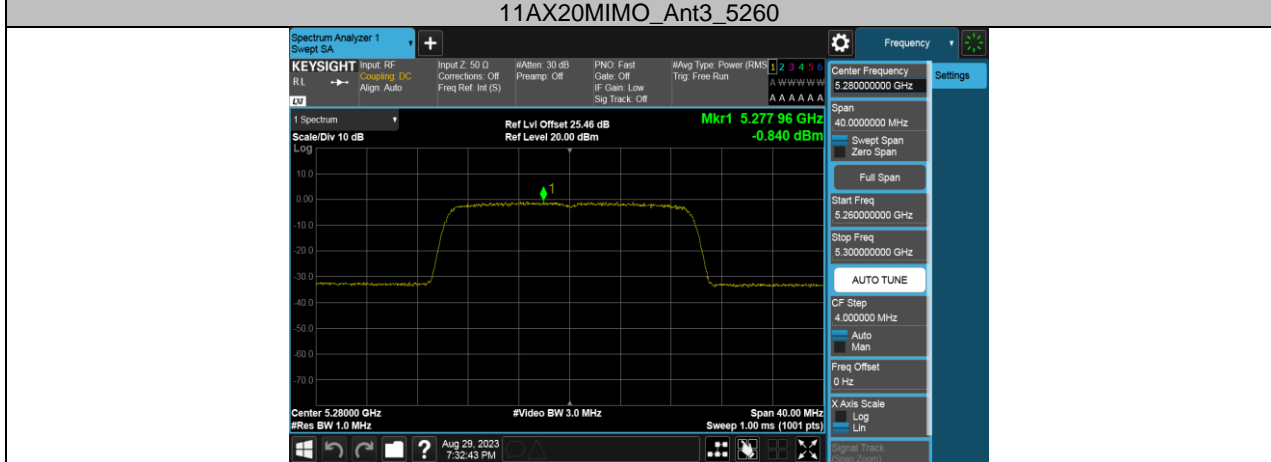 11AX20MIMO_Ant3_5260
Spectrum Analyzer 1
Swept SA
Frequency
KEYSIGHT
RL
LXI
Input: RF
Coupling: DC
Align: Auto
Input Z: 50 Ω
Corrections: Off
Freq Ref: Int (S)
#Atten: 30 dB
Preamp: Off
PNO: Fast
Gate: Off
IF Gain: Low
Sig Track: Off
#Avg Type: Power (RMS
Trig: Free Run
1 2 3 4 5 6
A W W W W W
A A A A A A
1 Spectrum
Scale/Div 10 dB
Log
Ref Lvl Offset 25.46 dB
Ref Level 20.00 dBm
Mkr1 5.277 96 GHz
-0.840 dBm
10.0
0.00
-10.0
-20.0
-30.0
-40.0
-50.0
-60.0
-70.0
1
Center 5.28000 GHz
#Res BW 1.0 MHz
#Video BW 3.0 MHz
Span 40.00 MHz
Sweep 1.00 ms (1001 pts)
Aug 29, 2023
7:32:43 PM
?
Center Frequency
5.280000000 GHz
Settings
Span
40.0000000 MHz
Swept Span
Zero Span
Full Span
Start Freq
5.260000000 GHz
Stop Freq
5.300000000 GHz
AUTO TUNE
CF Step
4.000000 MHz
Auto
Man
Freq Offset
0 Hz
X Axis Scale
Log
Lin
Signal Track
(Span Zoom)